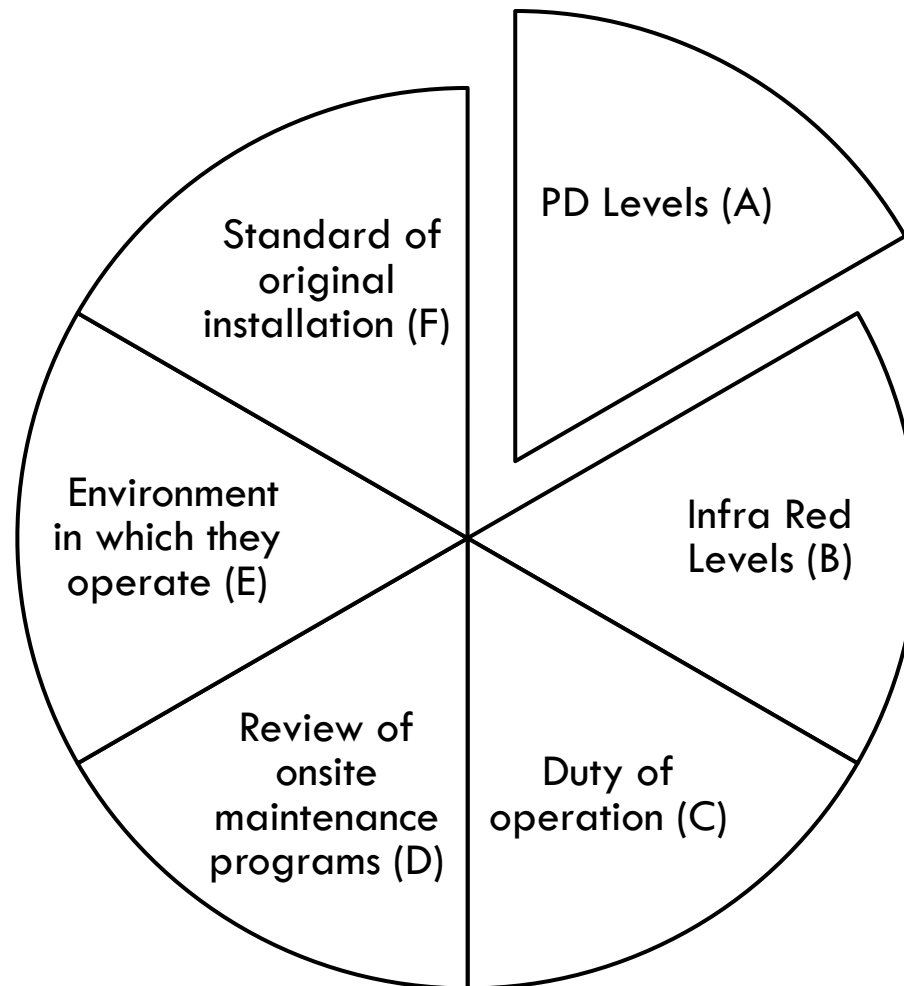 PD Levels (A)
Infra Red
Levels (B)
Duty of
operation (C)
Review of
onsite
maintenance
programs (D)
Environment
in which they
operate (E)
Standard of
original
installation (F)